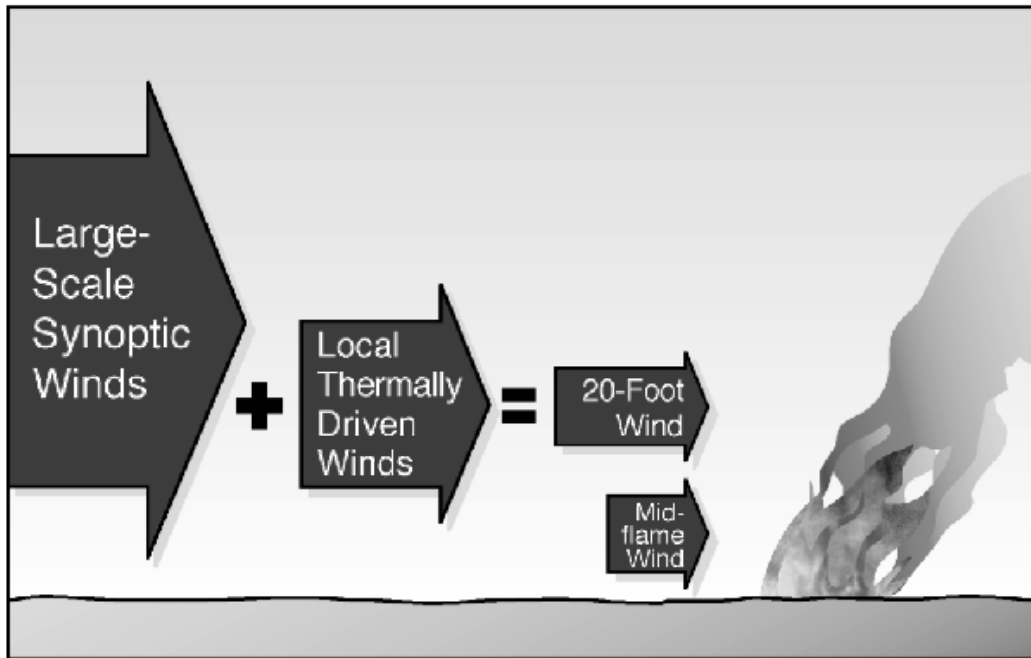 Large-
Scale
Synoptic
Winds
+
Local
Thermally
Driven
Winds
=
20-Foot
Wind
Mid-
flame
Wind